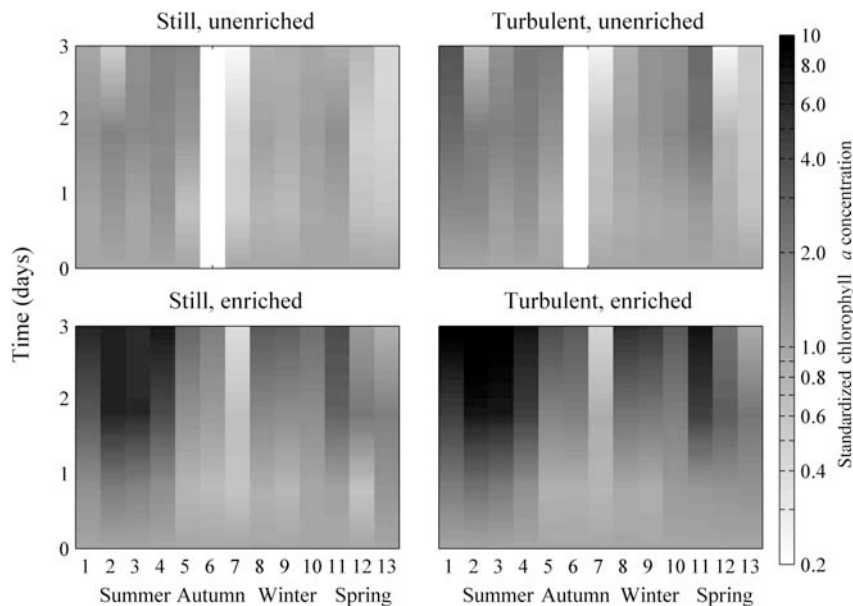 Still, unenriched
Turbulent, unenriched
3
2
1
0
Still, enriched
Turbulent, enriched
3
2
1
0
Time (days)
1 2 3 4 5 6 7 8 9 10 11 12 13
Summer Autumn Winter Spring
1 2 3 4 5 6 7 8 9 10 11 12 13
Summer Autumn Winter Spring
10
8.0
6.0
4.0
2.0
1.0
0.8
0.6
0.4
0.2
Standardized chlorophyll a concentration